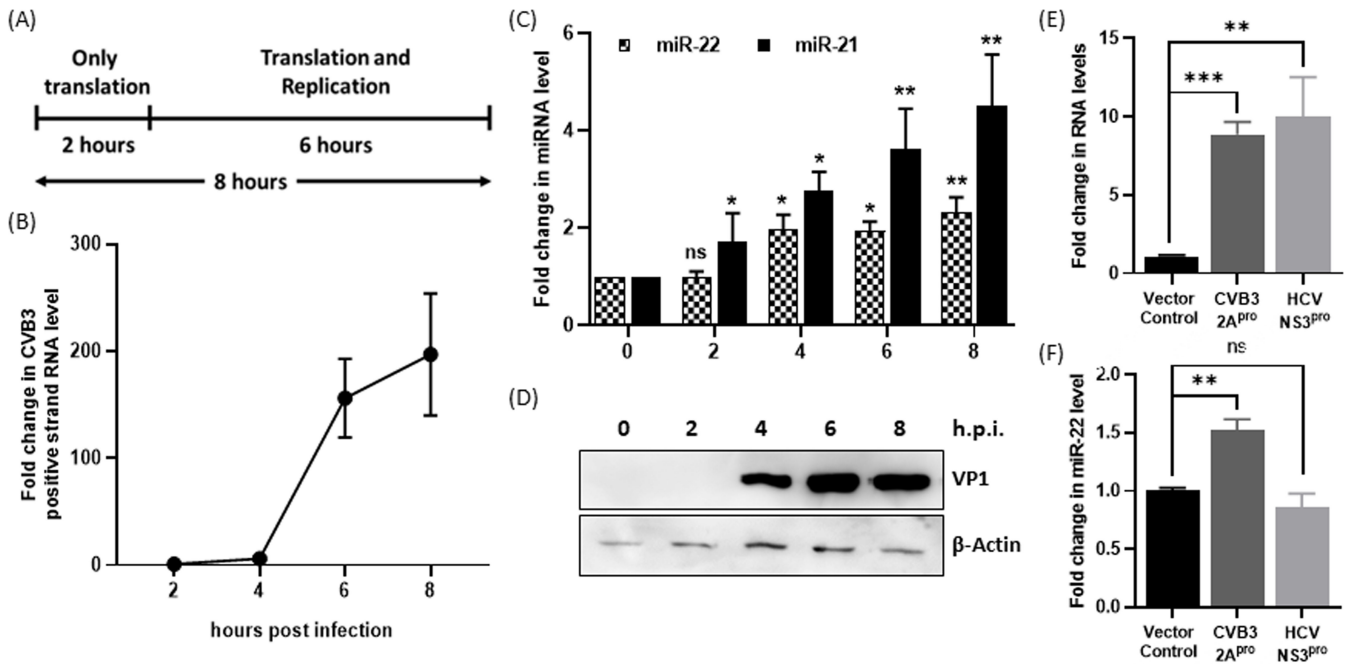 (A)
Only
translation
Translation and
Replication
2 hours
6 hours
8 hours
(B)
Fold change in CVB3
positive strand RNA level
300
200
100
0
2 4 6 8
hours post infection
(C)
Fold change in miRNA level
miR-22 miR-21
6
4
2
0
ns * * * * ** ** **
0 2 4 6 8
(D)
0 2 4 6 8 h.p.i.
VP1
β-Actin
(E)
Fold change in RNA levels
15
10
5
0
**
***
Vector
Control
CVB3
2Apro
HCV
NS3pro
(F)
Fold change in miR-22 level
2.0
1.5
1.0
0.5
0.0
ns
**
Vector
Control
CVB3
2Apro
HCV
NS3pro